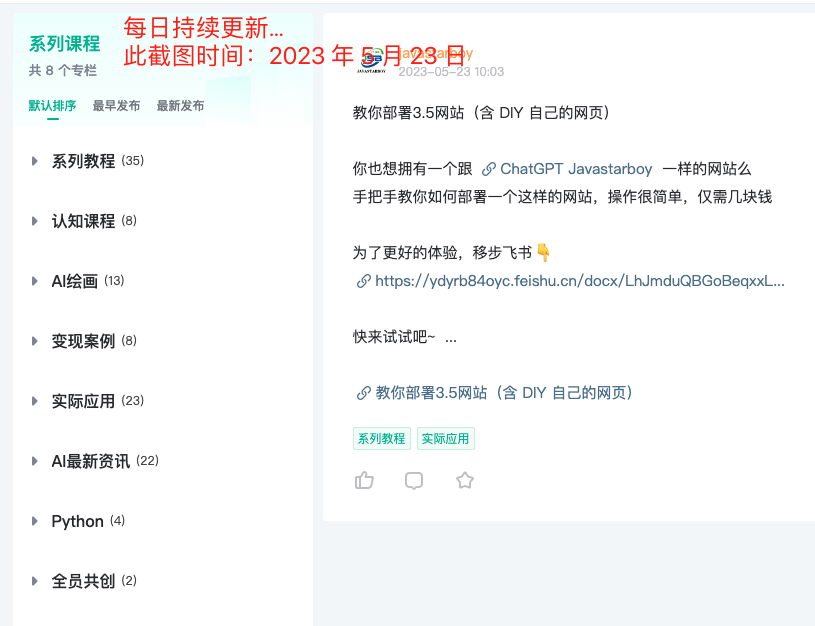 每日持续更新...
此截图时间：2023 年 5 月 23 日
系列课程
共 8 个专栏
默认排序 最早发布 最新发布
系列教程 (35)
认知课程 (8)
AI绘画 (13)
变现案例 (8)
实际应用 (23)
AI最新资讯 (22)
Python (4)
全员共创 (2)
javastarboy
JAVASTARBOY
2023-05-23 10:03
教你部署3.5网站（含 DIY 自己的网页）
你也想拥有一个跟 ChatGPT Javastarboy 一样的网站么
手把手教你如何部署一个这样的网站，操作很简单，仅需几块钱
为了更好的体验，移步飞书👇
https://ydyrb84oyc.feishu.cn/docx/LhJmduQBGoBeqxxL...
快来试试吧~ ...
教你部署3.5网站（含 DIY 自己的网页）
系列教程 实际应用